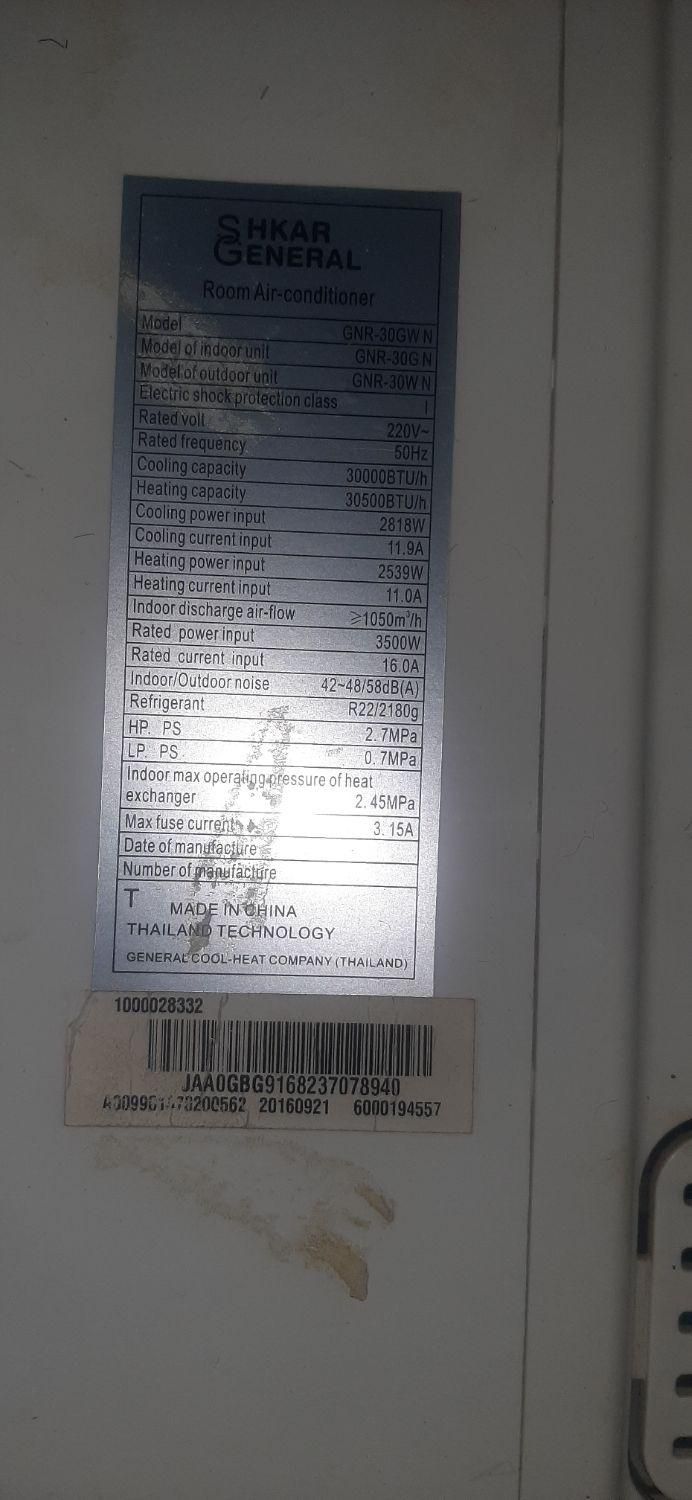 SHKAR
GENERAL
Room Air-conditioner
Model GNR-30GW N
Model of indoor unit GNR-30G N
Model of outdoor unit GNR-30W N
Electric shock protection class I
Rated volt 220V~
Rated frequency 50Hz
Cooling capacity 30000BTU/h
Heating capacity 30500BTU/h
Cooling power input 2818W
Cooling current input 11.9A
Heating power input 2539W
Heating current input 11.0A
Indoor discharge air-flow ⩾1050m³/h
Rated power input 3500W
Rated current input 16.0A
Indoor/Outdoor noise 42~48/58dB(A)
Refrigerant R22/2180g
HP. PS 2.7MPa
LP. PS 0.7MPa
Indoor max operating pressure of heat
exchanger 2.45MPa
Max fuse current 3.15A
Date of manufacture
Number of manufacture
T
MADE IN CHINA
THAILAND TECHNOLOGY
GENERAL COOL-HEAT COMPANY (THAILAND)
1000028332
JAA0GBG9168237078940
20160921 6000194557